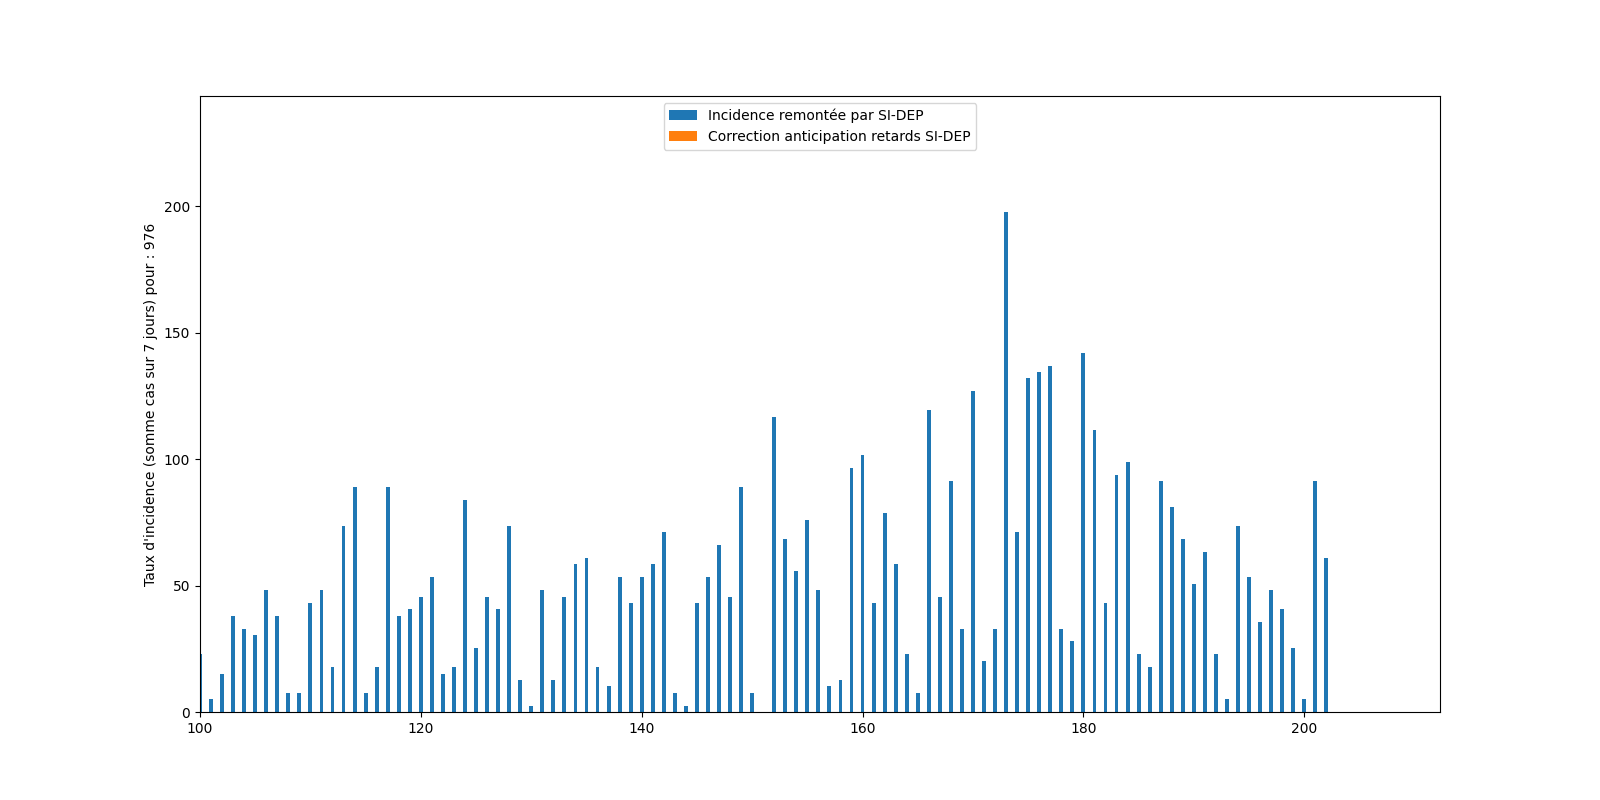 Incidence remontée par SI-DEP
Correction anticipation retards SI-DEP
Taux d'incidence (somme cas sur 7 jours) pour : 976
200
150
100
50
0
100 120 140 160 180 200